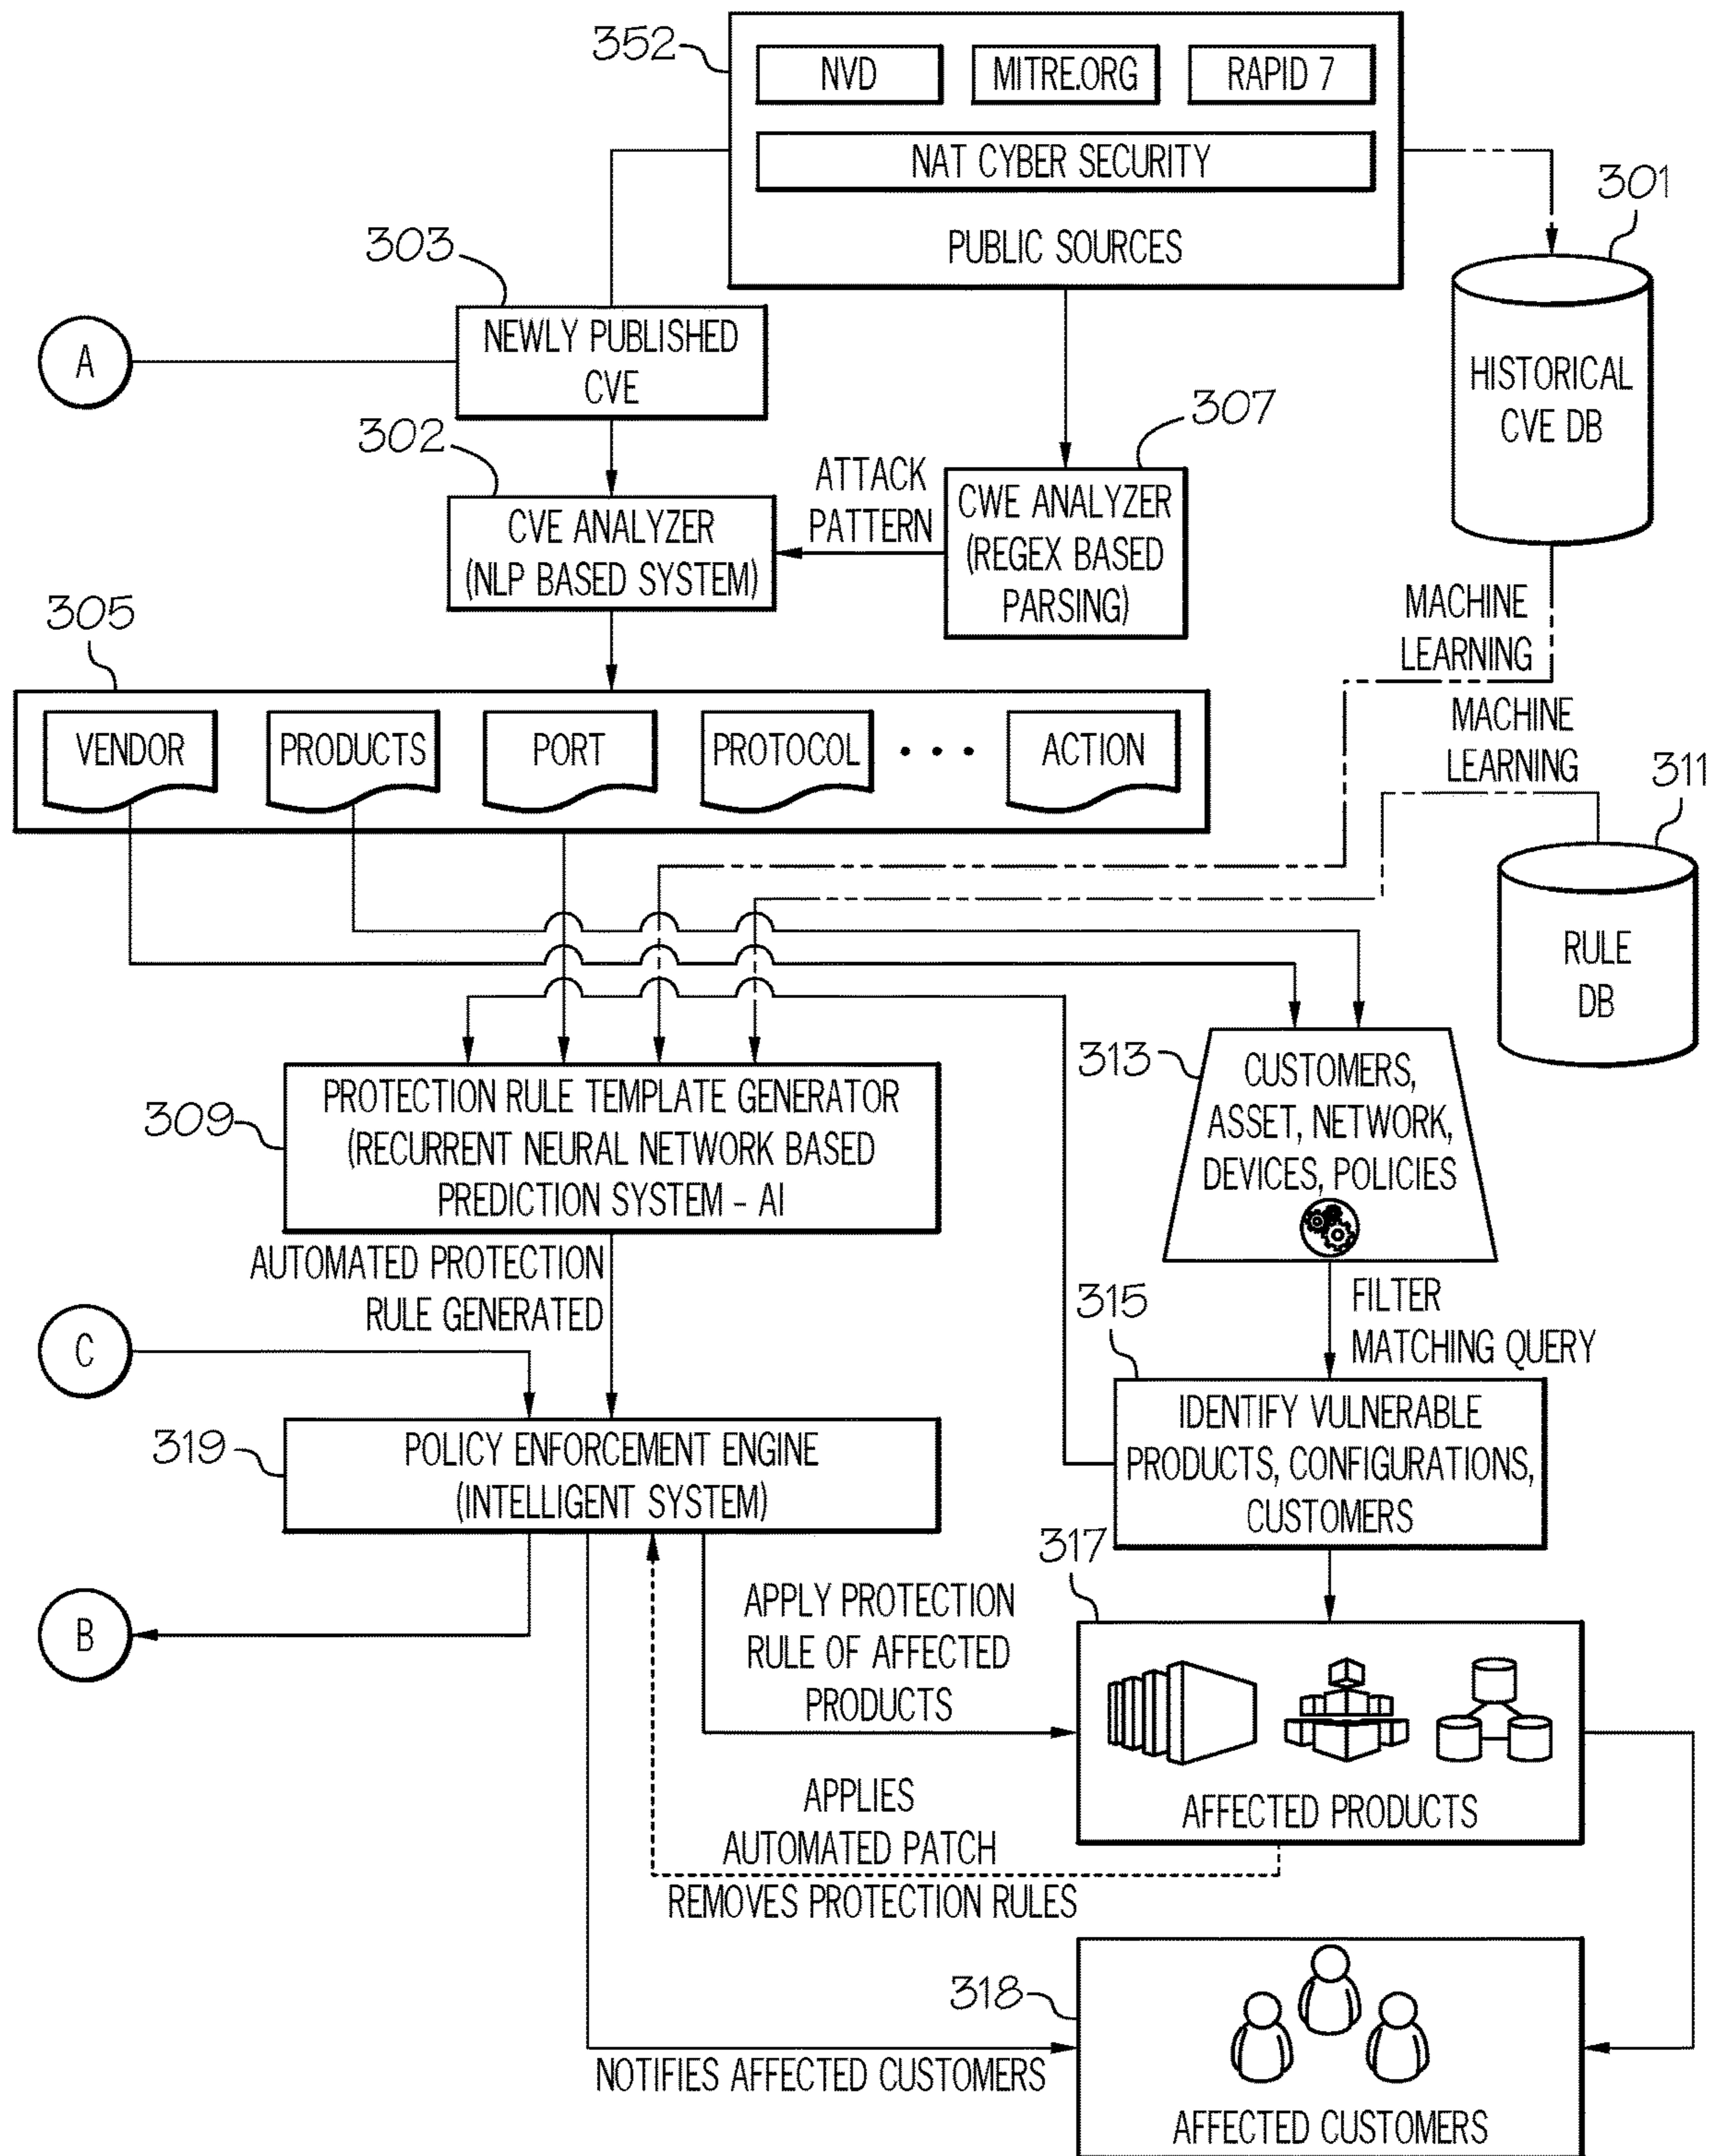 352
NVD
MITRE.ORG
RAPID 7
NAT CYBER SECURITY
PUBLIC SOURCES
301
HISTORICAL
CVE DB
303
NEWLY PUBLISHED
CVE
A
302
CVE ANALYZER
(NLP BASED SYSTEM)
ATTACK
PATTERN
307
CWE ANALYZER
(REGEX BASED
PARSING)
MACHINE
LEARNING
305
VENDOR
PRODUCTS
PORT
PROTOCOL
• • •
ACTION
MACHINE
LEARNING
311
RULE
DB
309
PROTECTION RULE TEMPLATE GENERATOR
(RECURRENT NEURAL NETWORK BASED
PREDICTION SYSTEM – AI
313
CUSTOMERS,
ASSET, NETWORK,
DEVICES, POLICIES
AUTOMATED PROTECTION
RULE GENERATED
FILTER
MATCHING QUERY
C
315
IDENTIFY VULNERABLE
PRODUCTS, CONFIGURATIONS,
CUSTOMERS
319
POLICY ENFORCEMENT ENGINE
(INTELLIGENT SYSTEM)
B
317
APPLY PROTECTION
RULE OF AFFECTED
PRODUCTS
AFFECTED PRODUCTS
APPLIES
AUTOMATED PATCH
REMOVES PROTECTION RULES
318
NOTIFIES AFFECTED CUSTOMERS
AFFECTED CUSTOMERS